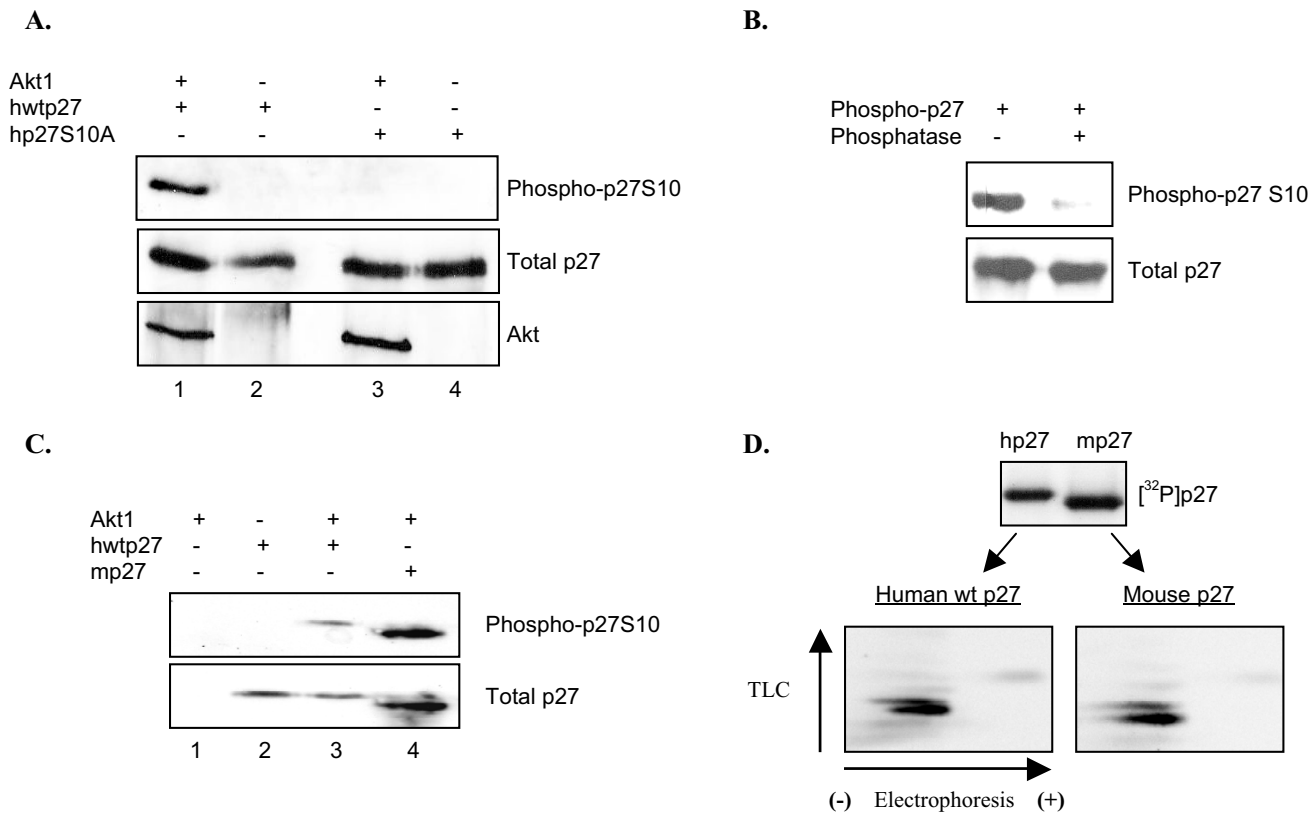 A.
Akt1 + - + -
hwtp27 + + - -
hp27S10A - - + +
Phospho-p27S10
Total p27
Akt
1 2 3 4
B.
Phospho-p27 + +
Phosphatase - +
Phospho-p27 S10
Total p27
C.
Akt1 + - + +
hwtp27 - + + -
mp27 - - - +
Phospho-p27S10
Total p27
1 2 3 4
D.
hp27 mp27
[32P]p27
Human wt p27 Mouse p27
TLC
(-) Electrophoresis (+)